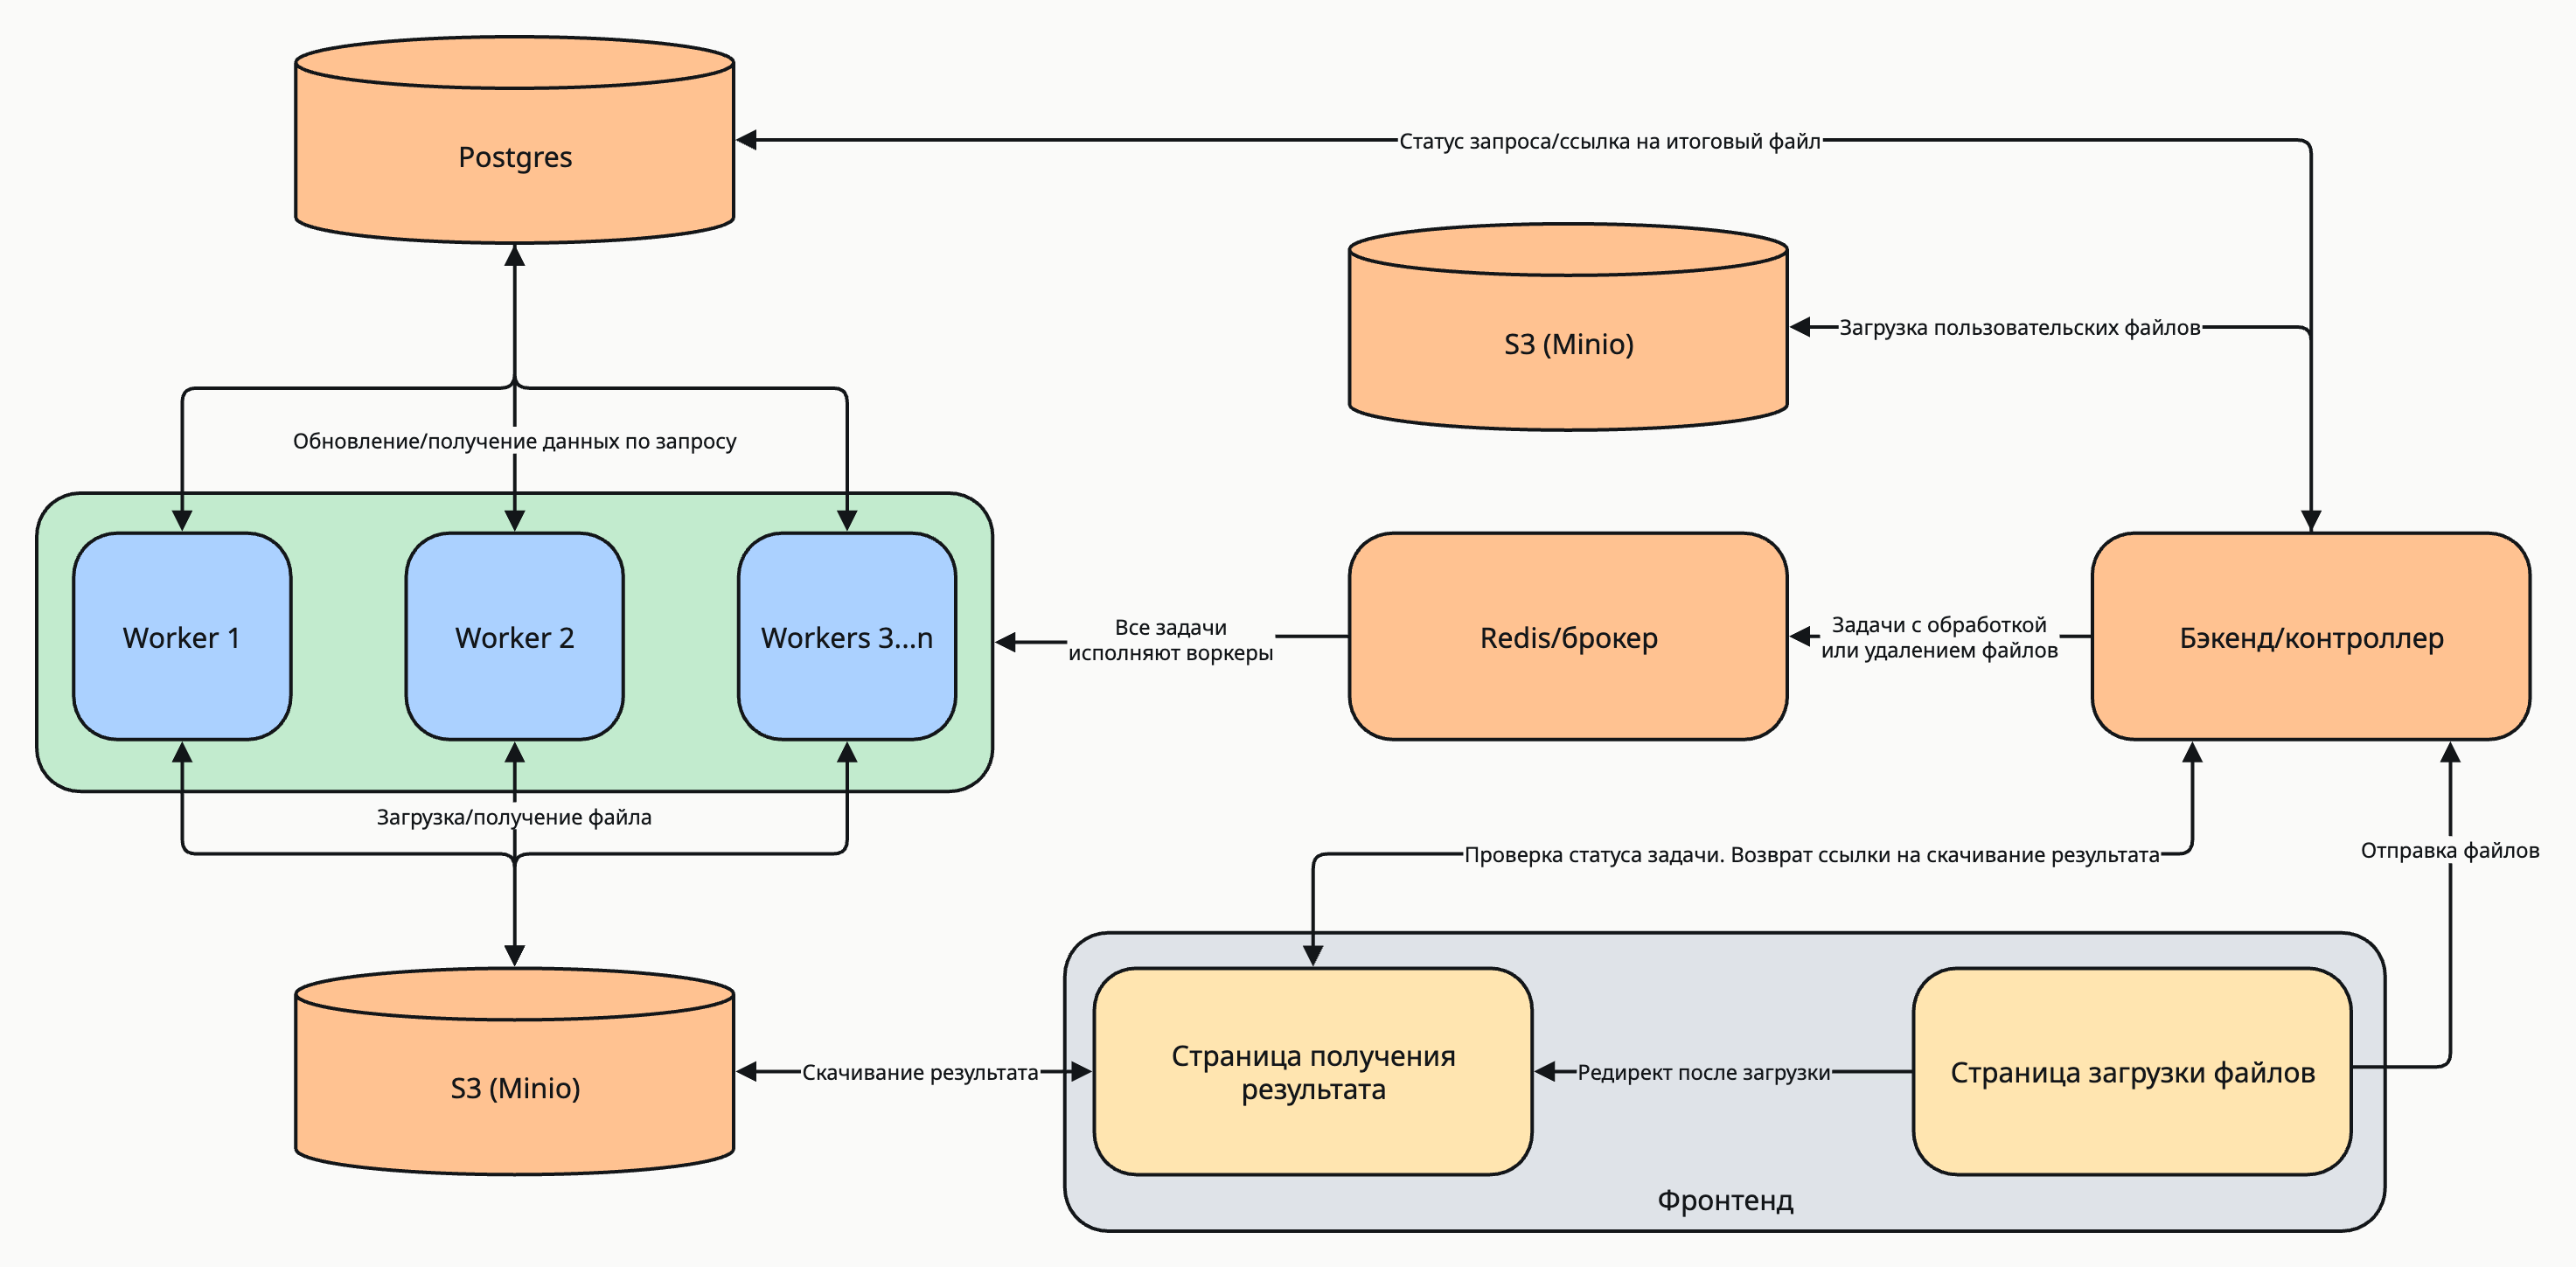 Postgres
Статус запроса/ссылка на итоговый файл
S3 (Minio)
Загрузка пользовательских файлов
Обновление/получение данных по запросу
Worker 1
Worker 2
Workers 3...n
Все задачи
исполняют воркеры
Redis/брокер
Задачи с обработкой
или удалением файлов
Бэкенд/контроллер
Загрузка/получение файла
Проверка статуса задачи. Возврат ссылки на скачивание результата
Отправка файлов
S3 (Minio)
Скачивание результата
Страница получения
результата
Редирект после загрузки
Страница загрузки файлов
Фронтенд